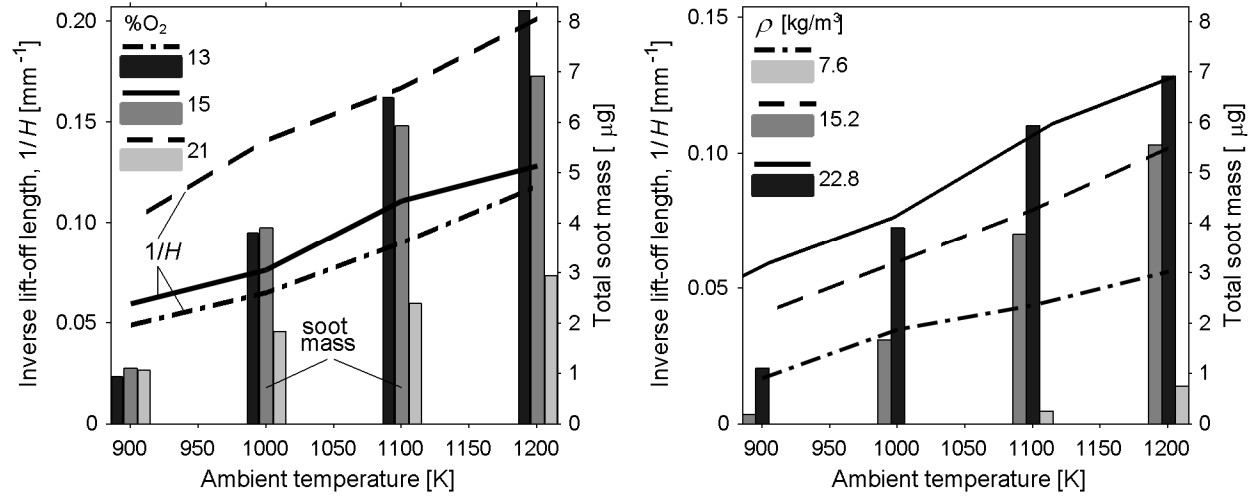 %O2
13
15
21
1/H
soot
mass
0.20
0.15
0.10
0.05
0
8
7
6
5
4
3
2
1
0
900 950 1000 1050 1100 1150 1200
Ambient temperature [K]
Inverse lift-off length, 1/H [mm⁻¹]
Total soot mass [ μg]
ρ [kg/m³]
7.6
15.2
22.8
0.15
0.10
0.05
0
8
7
6
5
4
3
2
1
0
900 950 1000 1050 1100 1150 1200
Ambient temperature [K]
Inverse lift-off length, 1/H [mm⁻¹]
Total soot mass [ μg]